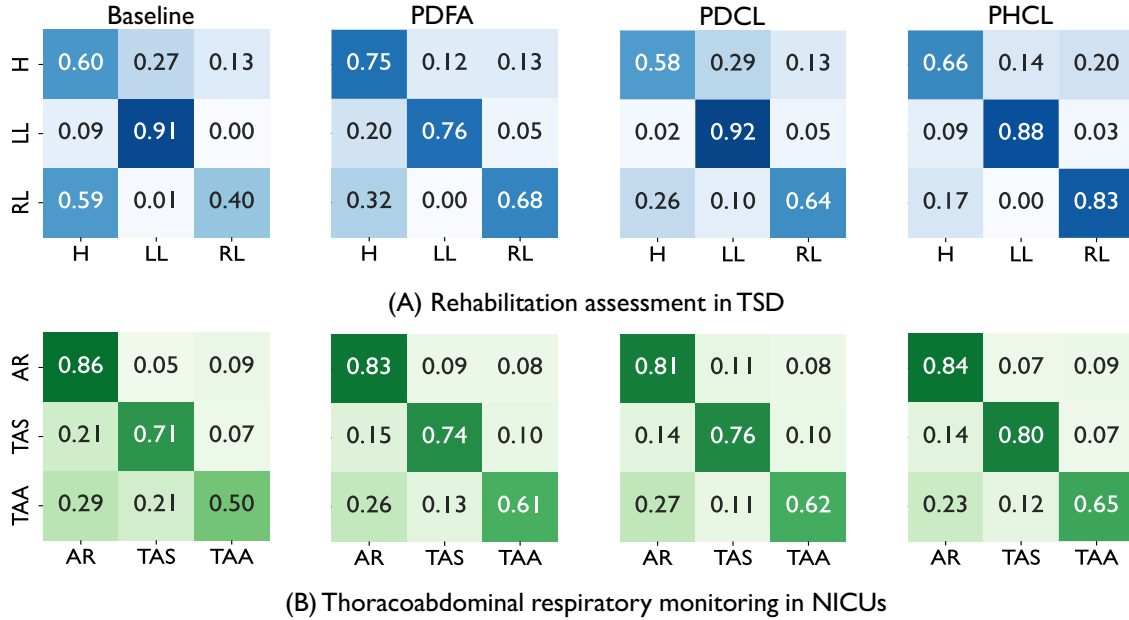 Baseline PDFA PDCL PHCL
H 0.60 0.27 0.13 0.75 0.12 0.13 0.58 0.29 0.13 0.66 0.14 0.20
LL 0.09 0.91 0.00 0.20 0.76 0.05 0.02 0.92 0.05 0.09 0.88 0.03
RL 0.59 0.01 0.40 0.32 0.00 0.68 0.26 0.10 0.64 0.17 0.00 0.83
H LL RL H LL RL H LL RL H LL RL
(A) Rehabilitation assessment in TSD
AR 0.86 0.05 0.09 0.83 0.09 0.08 0.81 0.11 0.08 0.84 0.07 0.09
TAS 0.21 0.71 0.07 0.15 0.74 0.10 0.14 0.76 0.10 0.14 0.80 0.07
TAA 0.29 0.21 0.50 0.26 0.13 0.61 0.27 0.11 0.62 0.23 0.12 0.65
AR TAS TAA AR TAS TAA AR TAS TAA AR TAS TAA
(B) Thoracoabdominal respiratory monitoring in NICUs